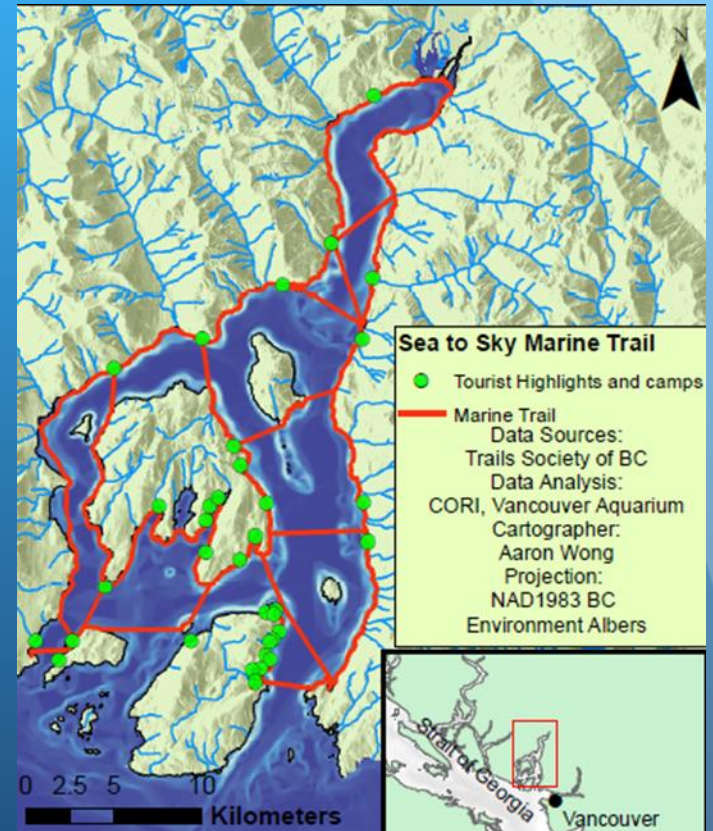 N
Sea to Sky Marine Trail
Tourist Highlights and camps
Marine Trail
Data Sources:
Trails Society of BC
Data Analysis:
CORI, Vancouver Aquarium
Cartographer:
Aaron Wong
Projection:
NAD1983 BC
Environment Albers
0 2.5 5 10
Kilometers
Strait of Georgia
Vancouver